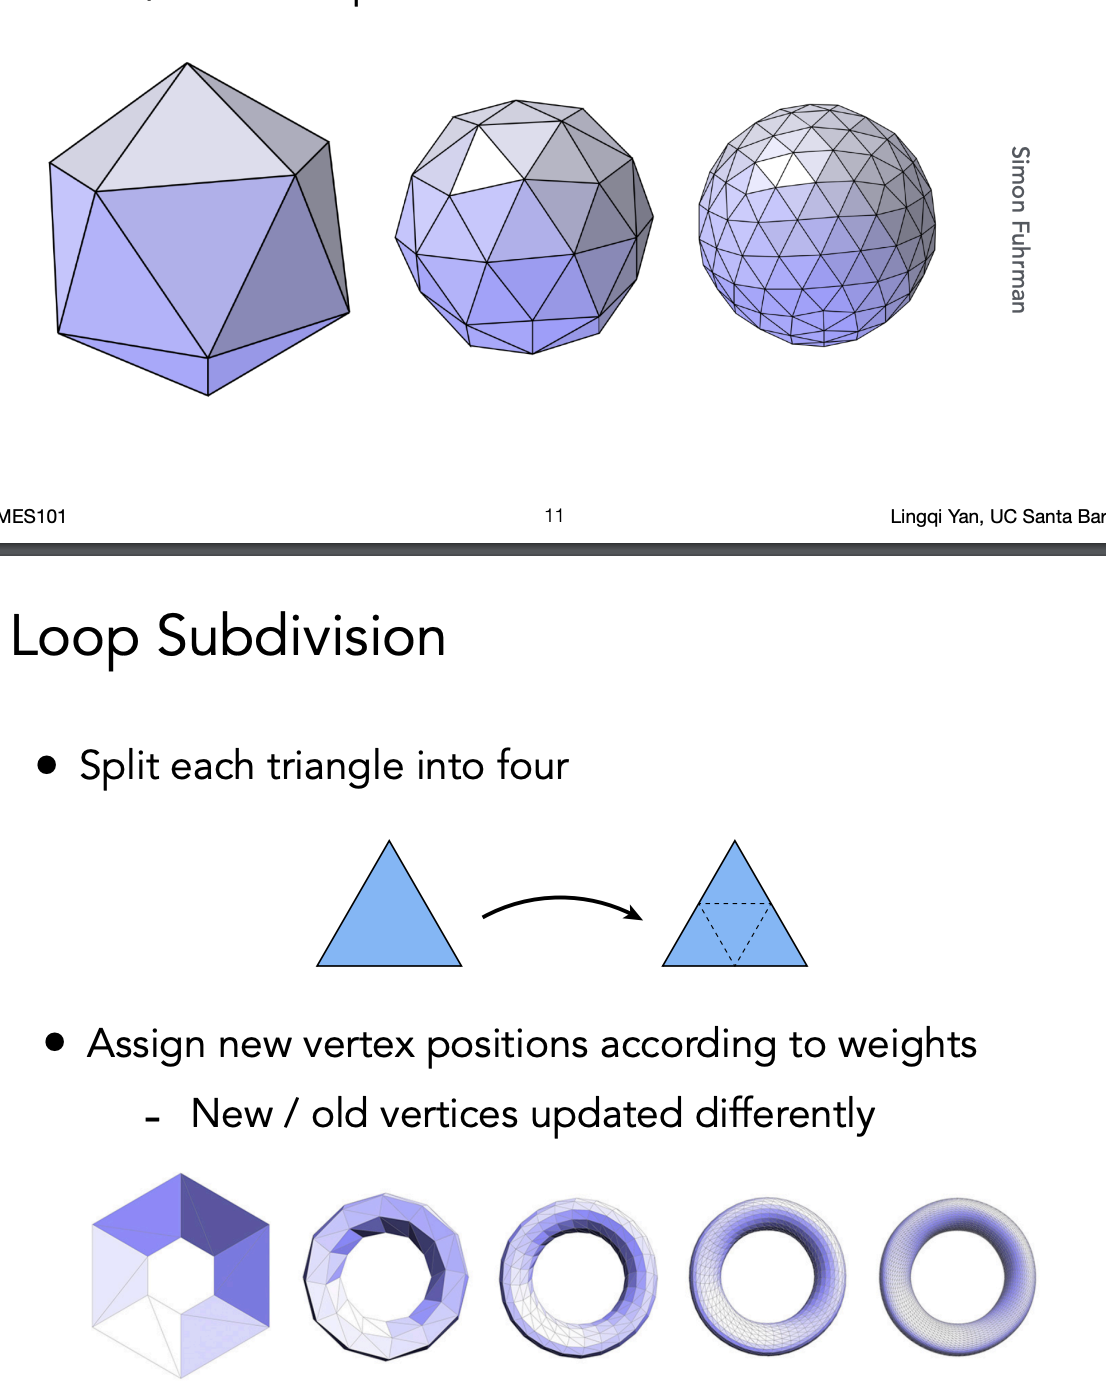 Simon Fuhrman
MES101
11
Lingqi Yan, UC Santa Bar
Loop Subdivision
● Split each triangle into four
● Assign new vertex positions according to weights
- New / old vertices updated differently